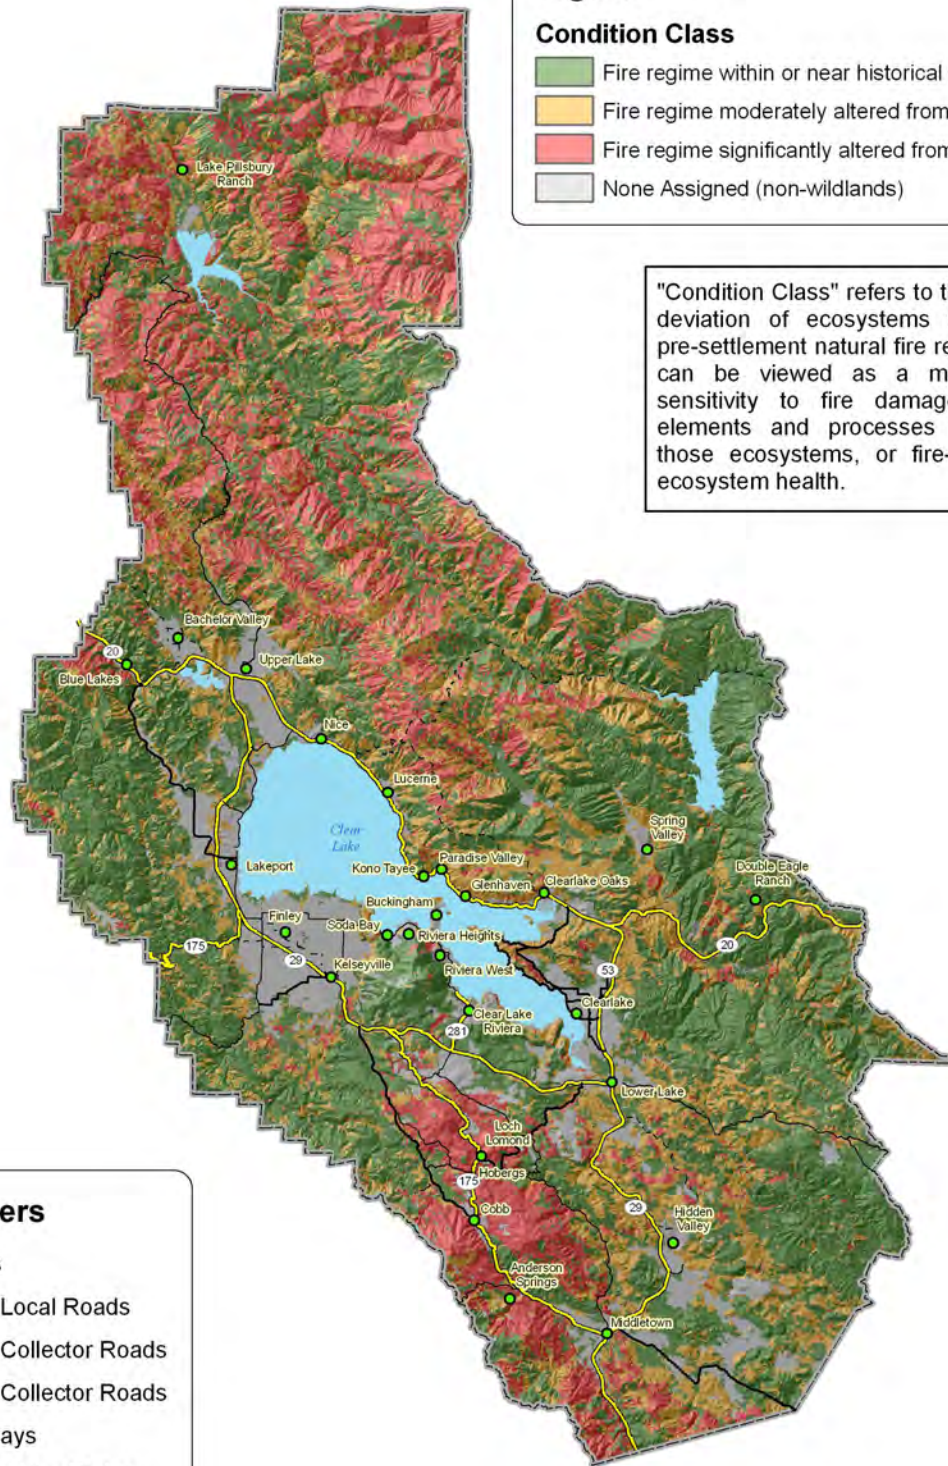 Condition Class
Fire regime within or near historical
Fire regime moderately altered from
Fire regime significantly altered from
None Assigned (non-wildlands)
"Condition Class" refers to
deviation of ecosystems
pre-settlement natural fire
can be viewed as a
sensitivity to fire
elements and processes
those ecosystems, or
ecosystem health.
Lake Pillsbury
Ranch
Bachelor Valley
20
Upper Lake
Blue Lakes
Nice
Lucerne
Clear
Lake
Spring
Valley
Lakeport
Kono Tayee
Paradise Valley
Double Eagle
Ranch
Glenhaven
Clearlake Oaks
Buckingham
Finley
Soda Bay
Riviera Heights
175
20
29
Kelseyville
Riviera West
53
Clearlake
Clear Lake
Riviera
281
Lower Lake
Loch
Lomond
Hobergs
175
Cobb
29
Hidden
Valley
Anderson
Springs
Middletown
Local Roads
Collector Roads
Collector Roads